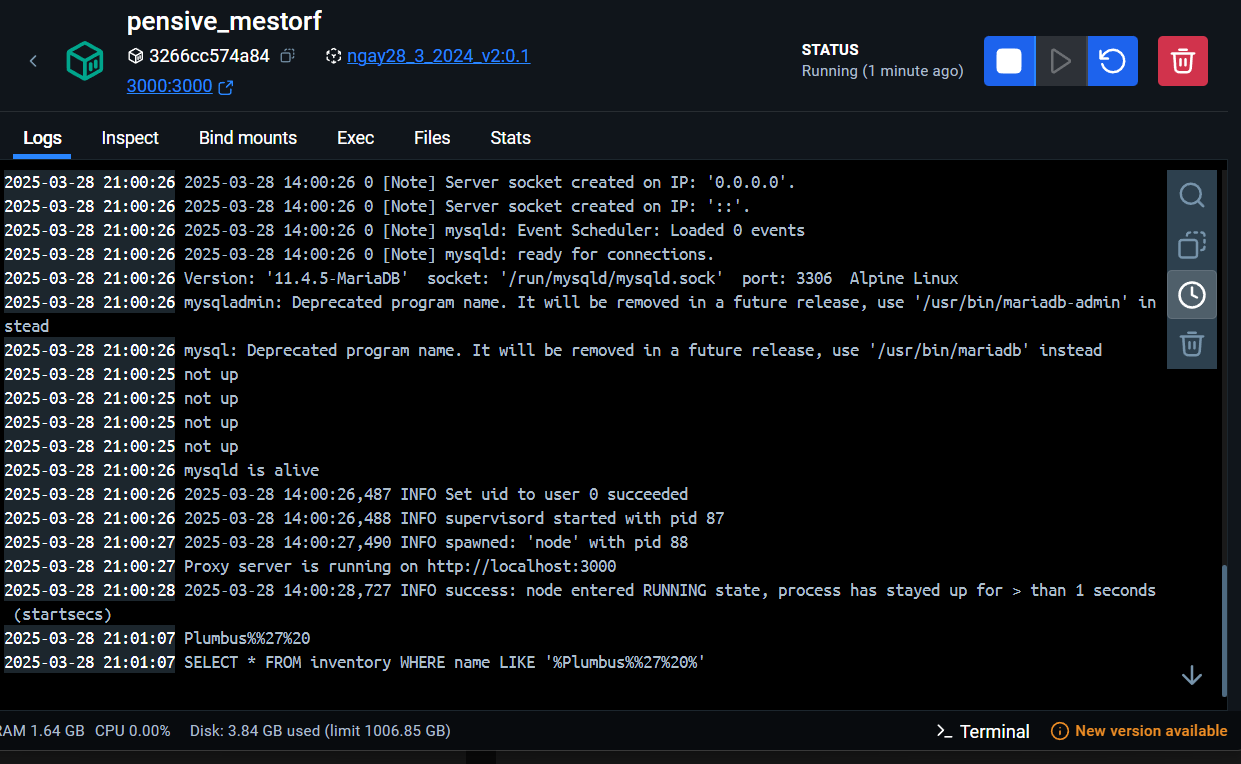 pensive_mestorf
3266cc574a84
ngay28_3_2024_v2:0.1
3000:3000
STATUS
Running (1 minute ago)
Logs Inspect Bind mounts Exec Files Stats
2025-03-28 21:00:26 2025-03-28 14:00:26 0 [Note] Server socket created on IP: '0.0.0.0'.
2025-03-28 21:00:26 2025-03-28 14:00:26 0 [Note] Server socket created on IP: '::'.
2025-03-28 21:00:26 2025-03-28 14:00:26 0 [Note] mysqld: Event Scheduler: Loaded 0 events
2025-03-28 21:00:26 2025-03-28 14:00:26 0 [Note] mysqld: ready for connections.
2025-03-28 21:00:26 Version: '11.4.5-MariaDB'  socket: '/run/mysqld/mysqld.sock'  port: 3306  Alpine Linux
2025-03-28 21:00:26 mysqladmin: Deprecated program name. It will be removed in a future release, use '/usr/bin/mariadb-admin' in
stead
2025-03-28 21:00:26 mysql: Deprecated program name. It will be removed in a future release, use '/usr/bin/mariadb' instead
2025-03-28 21:00:25 not up
2025-03-28 21:00:25 not up
2025-03-28 21:00:25 not up
2025-03-28 21:00:25 not up
2025-03-28 21:00:26 mysqld is alive
2025-03-28 21:00:26 2025-03-28 14:00:26,487 INFO Set uid to user 0 succeeded
2025-03-28 21:00:26 2025-03-28 14:00:26,488 INFO supervisord started with pid 87
2025-03-28 21:00:27 2025-03-28 14:00:27,490 INFO spawned: 'node' with pid 88
2025-03-28 21:00:27 Proxy server is running on http://localhost:3000
2025-03-28 21:00:28 2025-03-28 14:00:28,727 INFO success: node entered RUNNING state, process has stayed up for > than 1 seconds
(startsecs)
2025-03-28 21:01:07 Plumbus%%27%20
2025-03-28 21:01:07 SELECT * FROM inventory WHERE name LIKE '%Plumbus%%27%20%'
RAM 1.64 GB CPU 0.00% Disk: 3.84 GB used (limit 1006.85 GB)
>_ Terminal
New version available